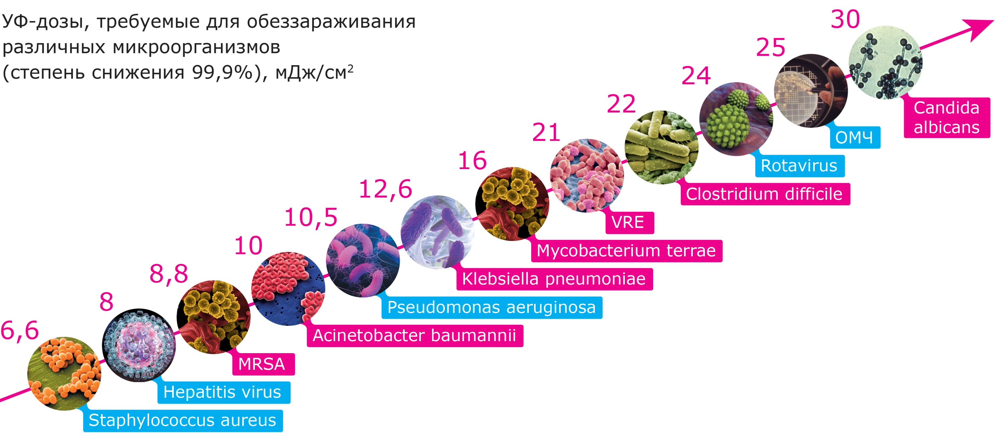 УФ-дозы, требуемые для обеззараживания
различных микроорганизмов
(степень снижения 99,9%), мДж/см²
6,6
Staphylococcus aureus
8
Hepatitis virus
8,8
MRSA
10
Acinetobacter baumannii
10,5
Pseudomonas aeruginosa
12,6
Klebsiella pneumoniae
16
Mycobacterium terrae
21
VRE
22
Clostridium difficile
24
Rotavirus
25
ОМЧ
30
Candida
albicans